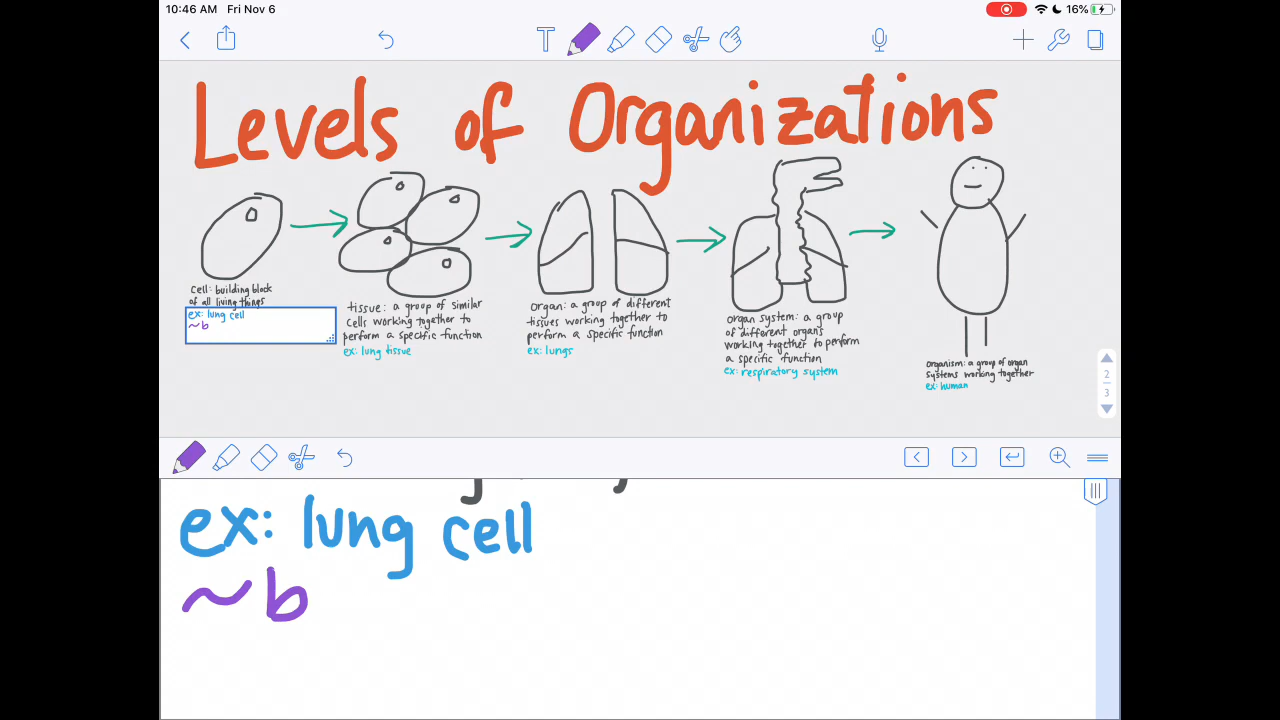 10:46 AM Fri Nov 6
16%
T
Levels of Organizations
cell: building block
of all living things
ex: lung cell
~b
tissue: a group of similar
cells working together to
perform a specific function
ex: lung tissue
organ: a group of different
tissues working together to
perform a specific function
ex: lungs
organ system: a group
of different organs
working together to perform
a specific function
ex: respiratory system
organism: a group of organ
systems working together
ex: human
2
3
ex: lung cell
~b